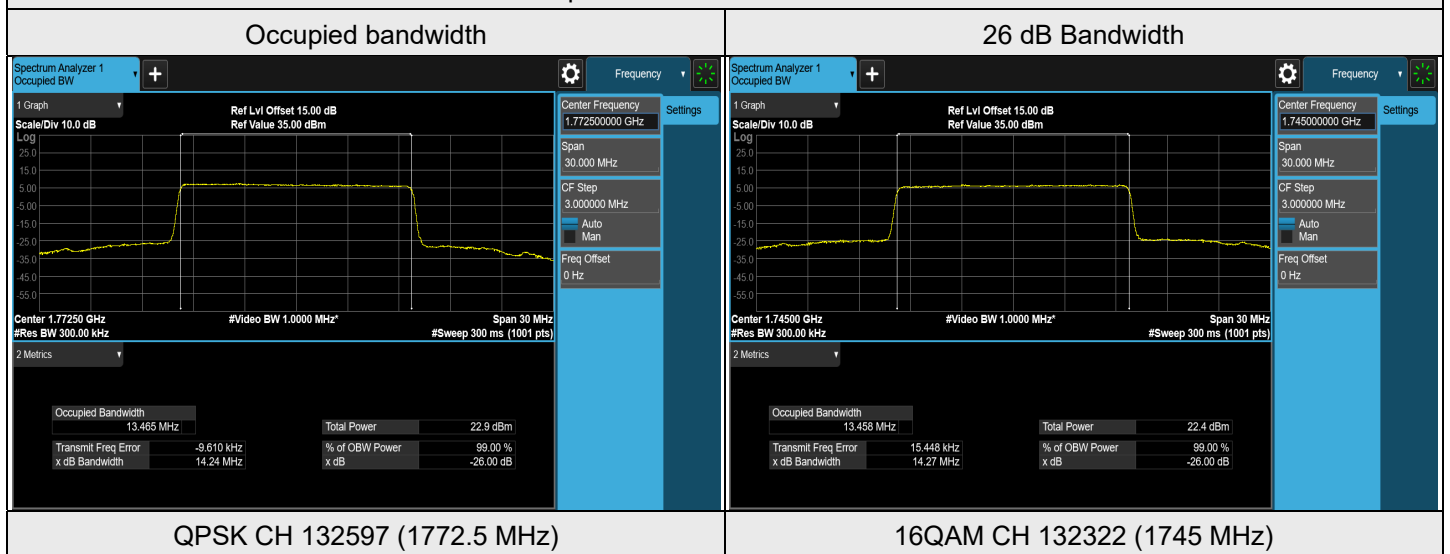 Occupied bandwidth
26 dB Bandwidth
Spectrum Analyzer 1
Occupied BW
+
Frequency
1 Graph
Scale/Div 10.0 dB
Ref Lvl Offset 15.00 dB
Ref Value 35.00 dBm
Log
25.0
15.0
5.00
-5.00
-15.0
-25.0
-35.0
-45.0
-55.0
Center 1.77250 GHz
#Video BW 1.0000 MHz*
Span 30 MHz
#Res BW 300.00 kHz
#Sweep 300 ms (1001 pts)
Center Frequency
1.772500000 GHz
Settings
Span
30.000 MHz
CF Step
3.000000 MHz
Auto
Man
Freq Offset
0 Hz
2 Metrics
Occupied Bandwidth
13.465 MHz
Total Power 22.9 dBm
Transmit Freq Error -9.610 kHz
% of OBW Power 99.00 %
x dB Bandwidth 14.24 MHz
x dB -26.00 dB
Spectrum Analyzer 1
Occupied BW
+
Frequency
1 Graph
Scale/Div 10.0 dB
Ref Lvl Offset 15.00 dB
Ref Value 35.00 dBm
Log
25.0
15.0
5.00
-5.00
-15.0
-25.0
-35.0
-45.0
-55.0
Center 1.74500 GHz
#Video BW 1.0000 MHz*
Span 30 MHz
#Res BW 300.00 kHz
#Sweep 300 ms (1001 pts)
Center Frequency
1.745000000 GHz
Settings
Span
30.000 MHz
CF Step
3.000000 MHz
Auto
Man
Freq Offset
0 Hz
2 Metrics
Occupied Bandwidth
13.458 MHz
Total Power 22.4 dBm
Transmit Freq Error 15.448 kHz
% of OBW Power 99.00 %
x dB Bandwidth 14.27 MHz
x dB -26.00 dB
QPSK CH 132597 (1772.5 MHz)
16QAM CH 132322 (1745 MHz)